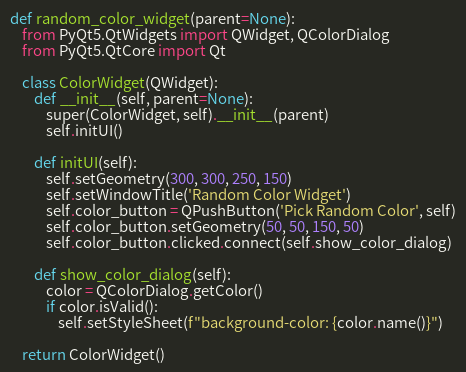 def random_color_widget(parent=None):
from PyQt5.QtWidgets import QWidget, QColorDialog
from PyQt5.QtCore import Qt
class ColorWidget(QWidget):
def __init__(self, parent=None):
super(ColorWidget, self).__init__(parent)
self.initUI()
def initUI(self):
self.setGeometry(300, 300, 250, 150)
self.setWindowTitle('Random Color Widget')
self.color_button = QPushButton('Pick Random Color', self)
self.color_button.setGeometry(50, 50, 150, 50)
self.color_button.clicked.connect(self.show_color_dialog)
def show_color_dialog(self):
color = QColorDialog.getColor()
if color.isValid():
self.setStyleSheet(f"background-color: {color.name()}")
return ColorWidget()